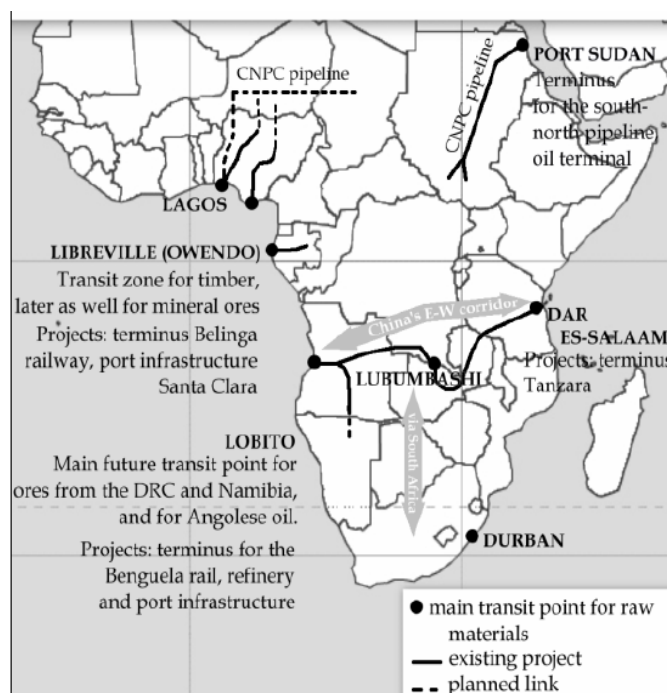 CNPC pipeline
CNPC pipeline
PORT SUDAN
Terminus
for the south-
north-pipeline,
oil terminal
LAGOS
LIBREVILLE (OWENDO)
Transit zone for timber,
later as well for mineral ores
Projects: terminus Belinga
railway, port infrastructure
Santa Clara
China's E-W corridor
DAR
ES-SALAAM
Projects: terminus
Tanzara
LUBUMBASHI
via South Africa
LOBITO
Main future transit point for
ores from the DRC and Namibia,
and for Angolese oil.
Projects: terminus for the
Benguela rail, refinery
and port infrastructure
DURBAN
main transit point for raw
materials
existing project
planned link